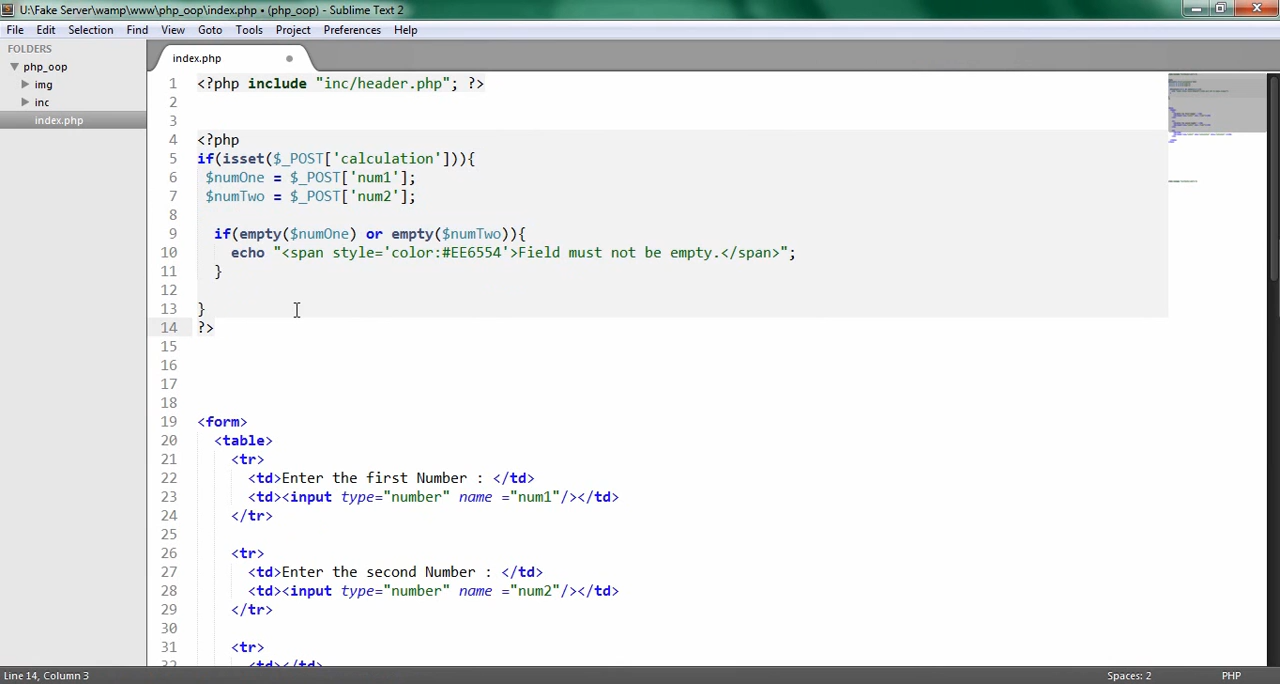 U:\Fake Server\wamp\www\php_oop\index.php • (php_oop) - Sublime Text 2
File Edit Selection Find View Goto Tools Project Preferences Help
FOLDERS
php_oop
img
inc
index.php
index.php
1 <?php include "inc/header.php"; ?>
2
3
4 <?php
5 if(isset($_POST['calculation'])){
6 $numOne = $_POST['num1'];
7 $numTwo = $_POST['num2'];
8
9 if(empty($numOne) or empty($numTwo)){
10 echo "<span style='color:#EE6554'>Field must not be empty.</span>";
11 }
12
13 }
14 ?>
15
16
17
18
19 <form>
20 <table>
21 <tr>
22 <td>Enter the first Number : </td>
23 <td><input type="number" name ="num1"/></td>
24 </tr>
25
26 <tr>
27 <td>Enter the second Number : </td>
28 <td><input type="number" name ="num2"/></td>
29 </tr>
30
31 <tr>
32 <td></td>
Line 14, Column 3 Spaces: 2 PHP